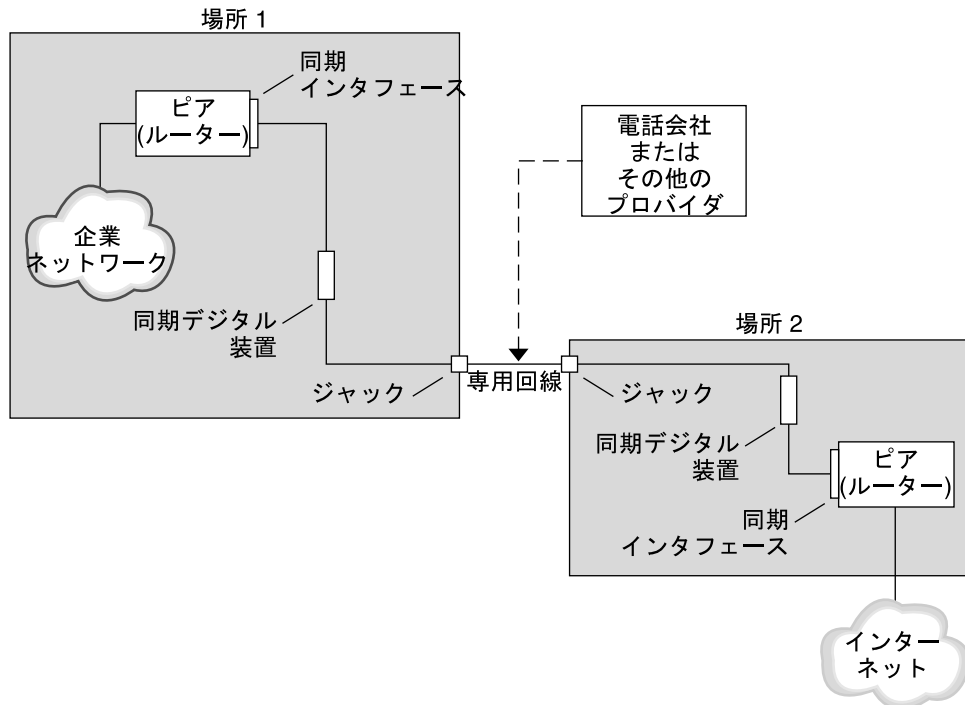 場所 1
同期
インタフェース
ピア
(ルーター)
企業
ネットワーク
同期デジタル
装置
ジャック
専用回線
電話会社
または
その他の
プロバイダ
場所 2
ジャック
同期デジタル
装置
ピア
(ルーター)
同期
インタフェース
インター
ネット